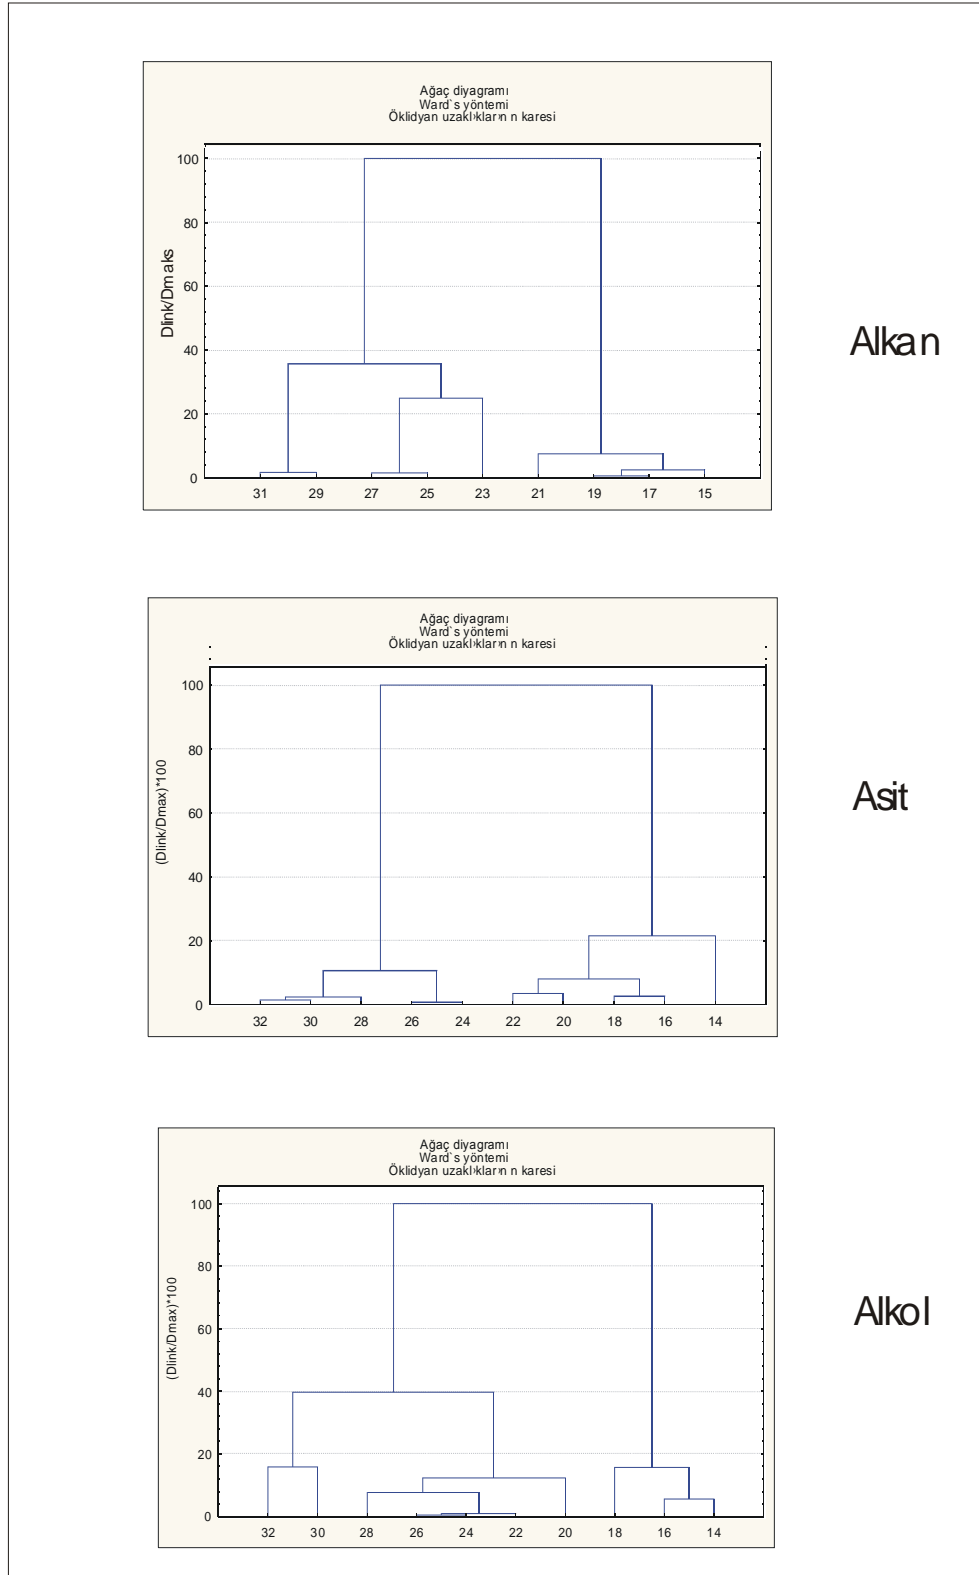 Ağaç diyagramı
Ward`s yöntemi
Öklidyan uzaklıkların n karesi
Dlink/Dmaks
100
80
60
40
20
0
31 29 27 25 23 21 19 17 15
Alkan
Ağaç diyagramı
Ward`s yöntemi
Öklidyan uzaklıkların n karesi
(Dlink/Dmax)*100
100
80
60
40
20
0
32 30 28 26 24 22 20 18 16 14
Asit
Ağaç diyagramı
Ward`s yöntemi
Öklidyan uzaklıkların n karesi
(Dlink/Dmax)*100
100
80
60
40
20
0
32 30 28 26 24 22 20 18 16 14
Alkol